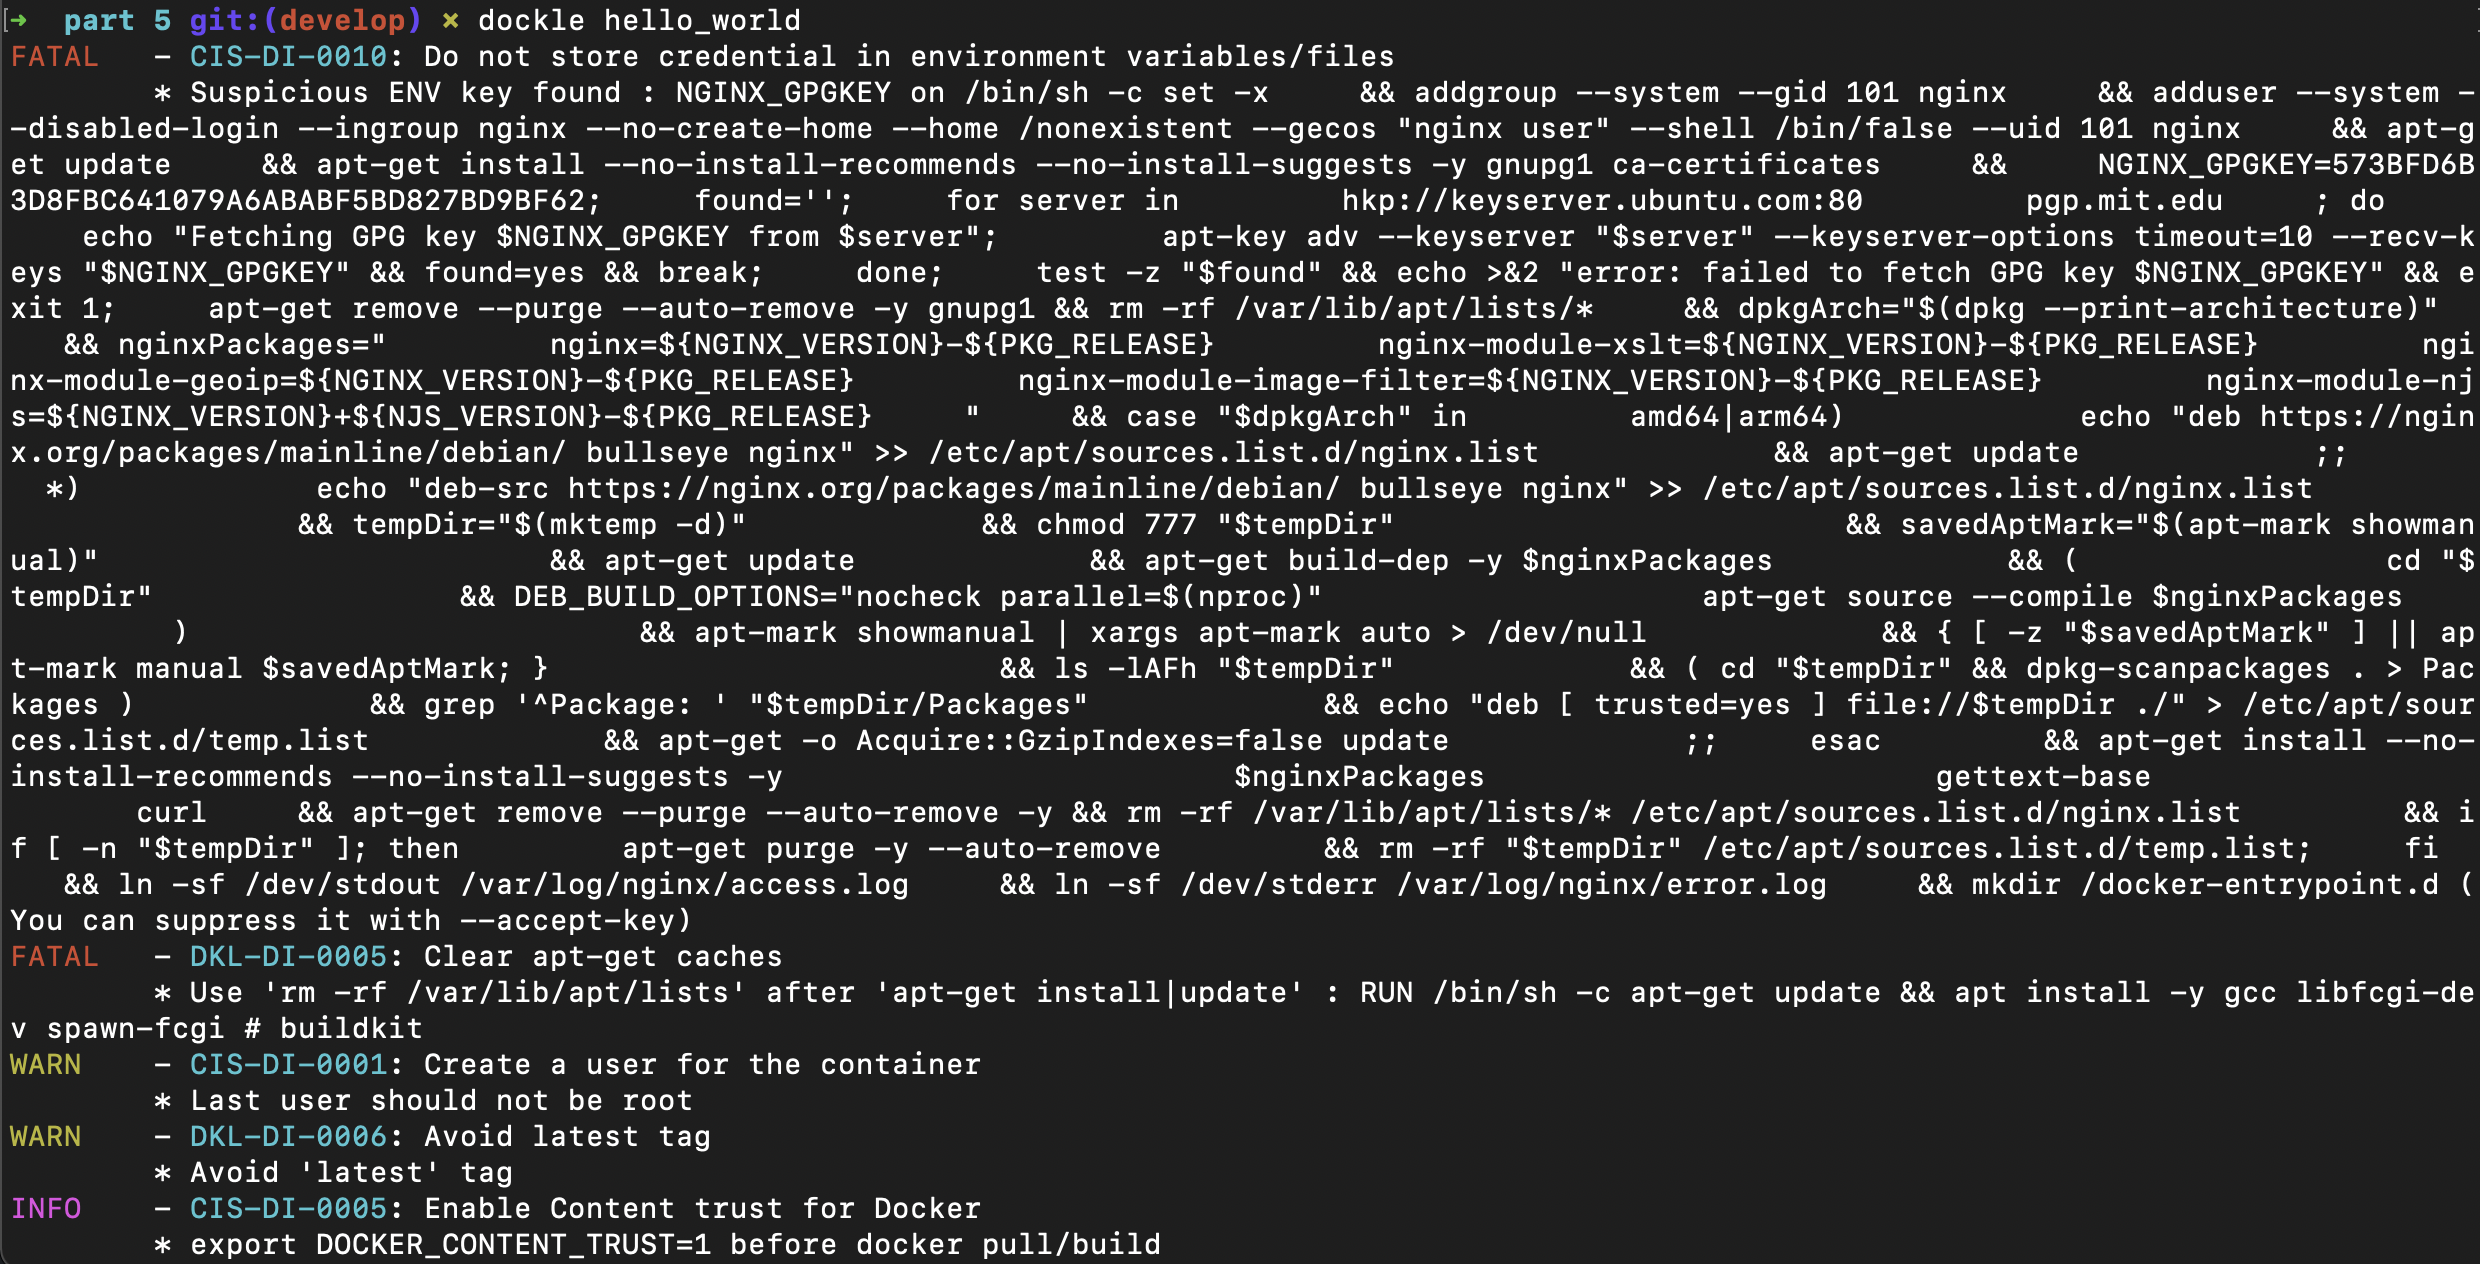 [➜  part 5 git:(develop) ✗ dockle hello_world
FATAL   - CIS-DI-0010: Do not store credential in environment variables/files
        * Suspicious ENV key found : NGINX_GPGKEY on /bin/sh -c set -x     && addgroup --system --gid 101 nginx     && adduser --system -
-disabled-login --ingroup nginx --no-create-home --home /nonexistent --gecos "nginx user" --shell /bin/false --uid 101 nginx     && apt-g
et update     && apt-get install --no-install-recommends --no-install-suggests -y gnupg1 ca-certificates     &&     NGINX_GPGKEY=573BFD6B
3D8FBC641079A6ABABF5BD827BD9BF62;     found='';     for server in         hkp://keyserver.ubuntu.com:80         pgp.mit.edu     ; do
    echo "Fetching GPG key $NGINX_GPGKEY from $server";         apt-key adv --keyserver "$server" --keyserver-options timeout=10 --recv-k
eys "$NGINX_GPGKEY" && found=yes && break;     done;     test -z "$found" && echo >&2 "error: failed to fetch GPG key $NGINX_GPGKEY" && e
xit 1;     apt-get remove --purge --auto-remove -y gnupg1 && rm -rf /var/lib/apt/lists/*     && dpkgArch="$(dpkg --print-architecture)"
   && nginxPackages="         nginx=${NGINX_VERSION}-${PKG_RELEASE}         nginx-module-xslt=${NGINX_VERSION}-${PKG_RELEASE}         ngi
nx-module-geoip=${NGINX_VERSION}-${PKG_RELEASE}         nginx-module-image-filter=${NGINX_VERSION}-${PKG_RELEASE}         nginx-module-nj
s=${NGINX_VERSION}+${NJS_VERSION}-${PKG_RELEASE}     "     && case "$dpkgArch" in         amd64|arm64)             echo "deb https://ngin
x.org/packages/mainline/debian/ bullseye nginx" >> /etc/apt/sources.list.d/nginx.list             && apt-get update             ;;
  *)             echo "deb-src https://nginx.org/packages/mainline/debian/ bullseye nginx" >> /etc/apt/sources.list.d/nginx.list
                && tempDir="$(mktemp -d)"             && chmod 777 "$tempDir"                         && savedAptMark="$(apt-mark showman
ual)"                         && apt-get update             && apt-get build-dep -y $nginxPackages             && (                 cd "$
tempDir"                 && DEB_BUILD_OPTIONS="nocheck parallel=$(nproc)"                     apt-get source --compile $nginxPackages
         )                         && apt-mark showmanual | xargs apt-mark auto > /dev/null             && { [ -z "$savedAptMark" ] || ap
t-mark manual $savedAptMark; }                         && ls -lAFh "$tempDir"             && ( cd "$tempDir" && dpkg-scanpackages . > Pac
kages )             && grep '^Package: ' "$tempDir/Packages"             && echo "deb [ trusted=yes ] file://$tempDir ./" > /etc/apt/sour
ces.list.d/temp.list             && apt-get -o Acquire::GzipIndexes=false update             ;;     esac         && apt-get install --no-
install-recommends --no-install-suggests -y                         $nginxPackages                         gettext-base
       curl     && apt-get remove --purge --auto-remove -y && rm -rf /var/lib/apt/lists/* /etc/apt/sources.list.d/nginx.list         && i
f [ -n "$tempDir" ]; then         apt-get purge -y --auto-remove         && rm -rf "$tempDir" /etc/apt/sources.list.d/temp.list;     fi
   && ln -sf /dev/stdout /var/log/nginx/access.log     && ln -sf /dev/stderr /var/log/nginx/error.log     && mkdir /docker-entrypoint.d (
You can suppress it with --accept-key)
FATAL   - DKL-DI-0005: Clear apt-get caches
        * Use 'rm -rf /var/lib/apt/lists' after 'apt-get install|update' : RUN /bin/sh -c apt-get update && apt install -y gcc libfcgi-de
v spawn-fcgi # buildkit
WARN    - CIS-DI-0001: Create a user for the container
        * Last user should not be root
WARN    - DKL-DI-0006: Avoid latest tag
        * Avoid 'latest' tag
INFO    - CIS-DI-0005: Enable Content trust for Docker
        * export DOCKER_CONTENT_TRUST=1 before docker pull/build